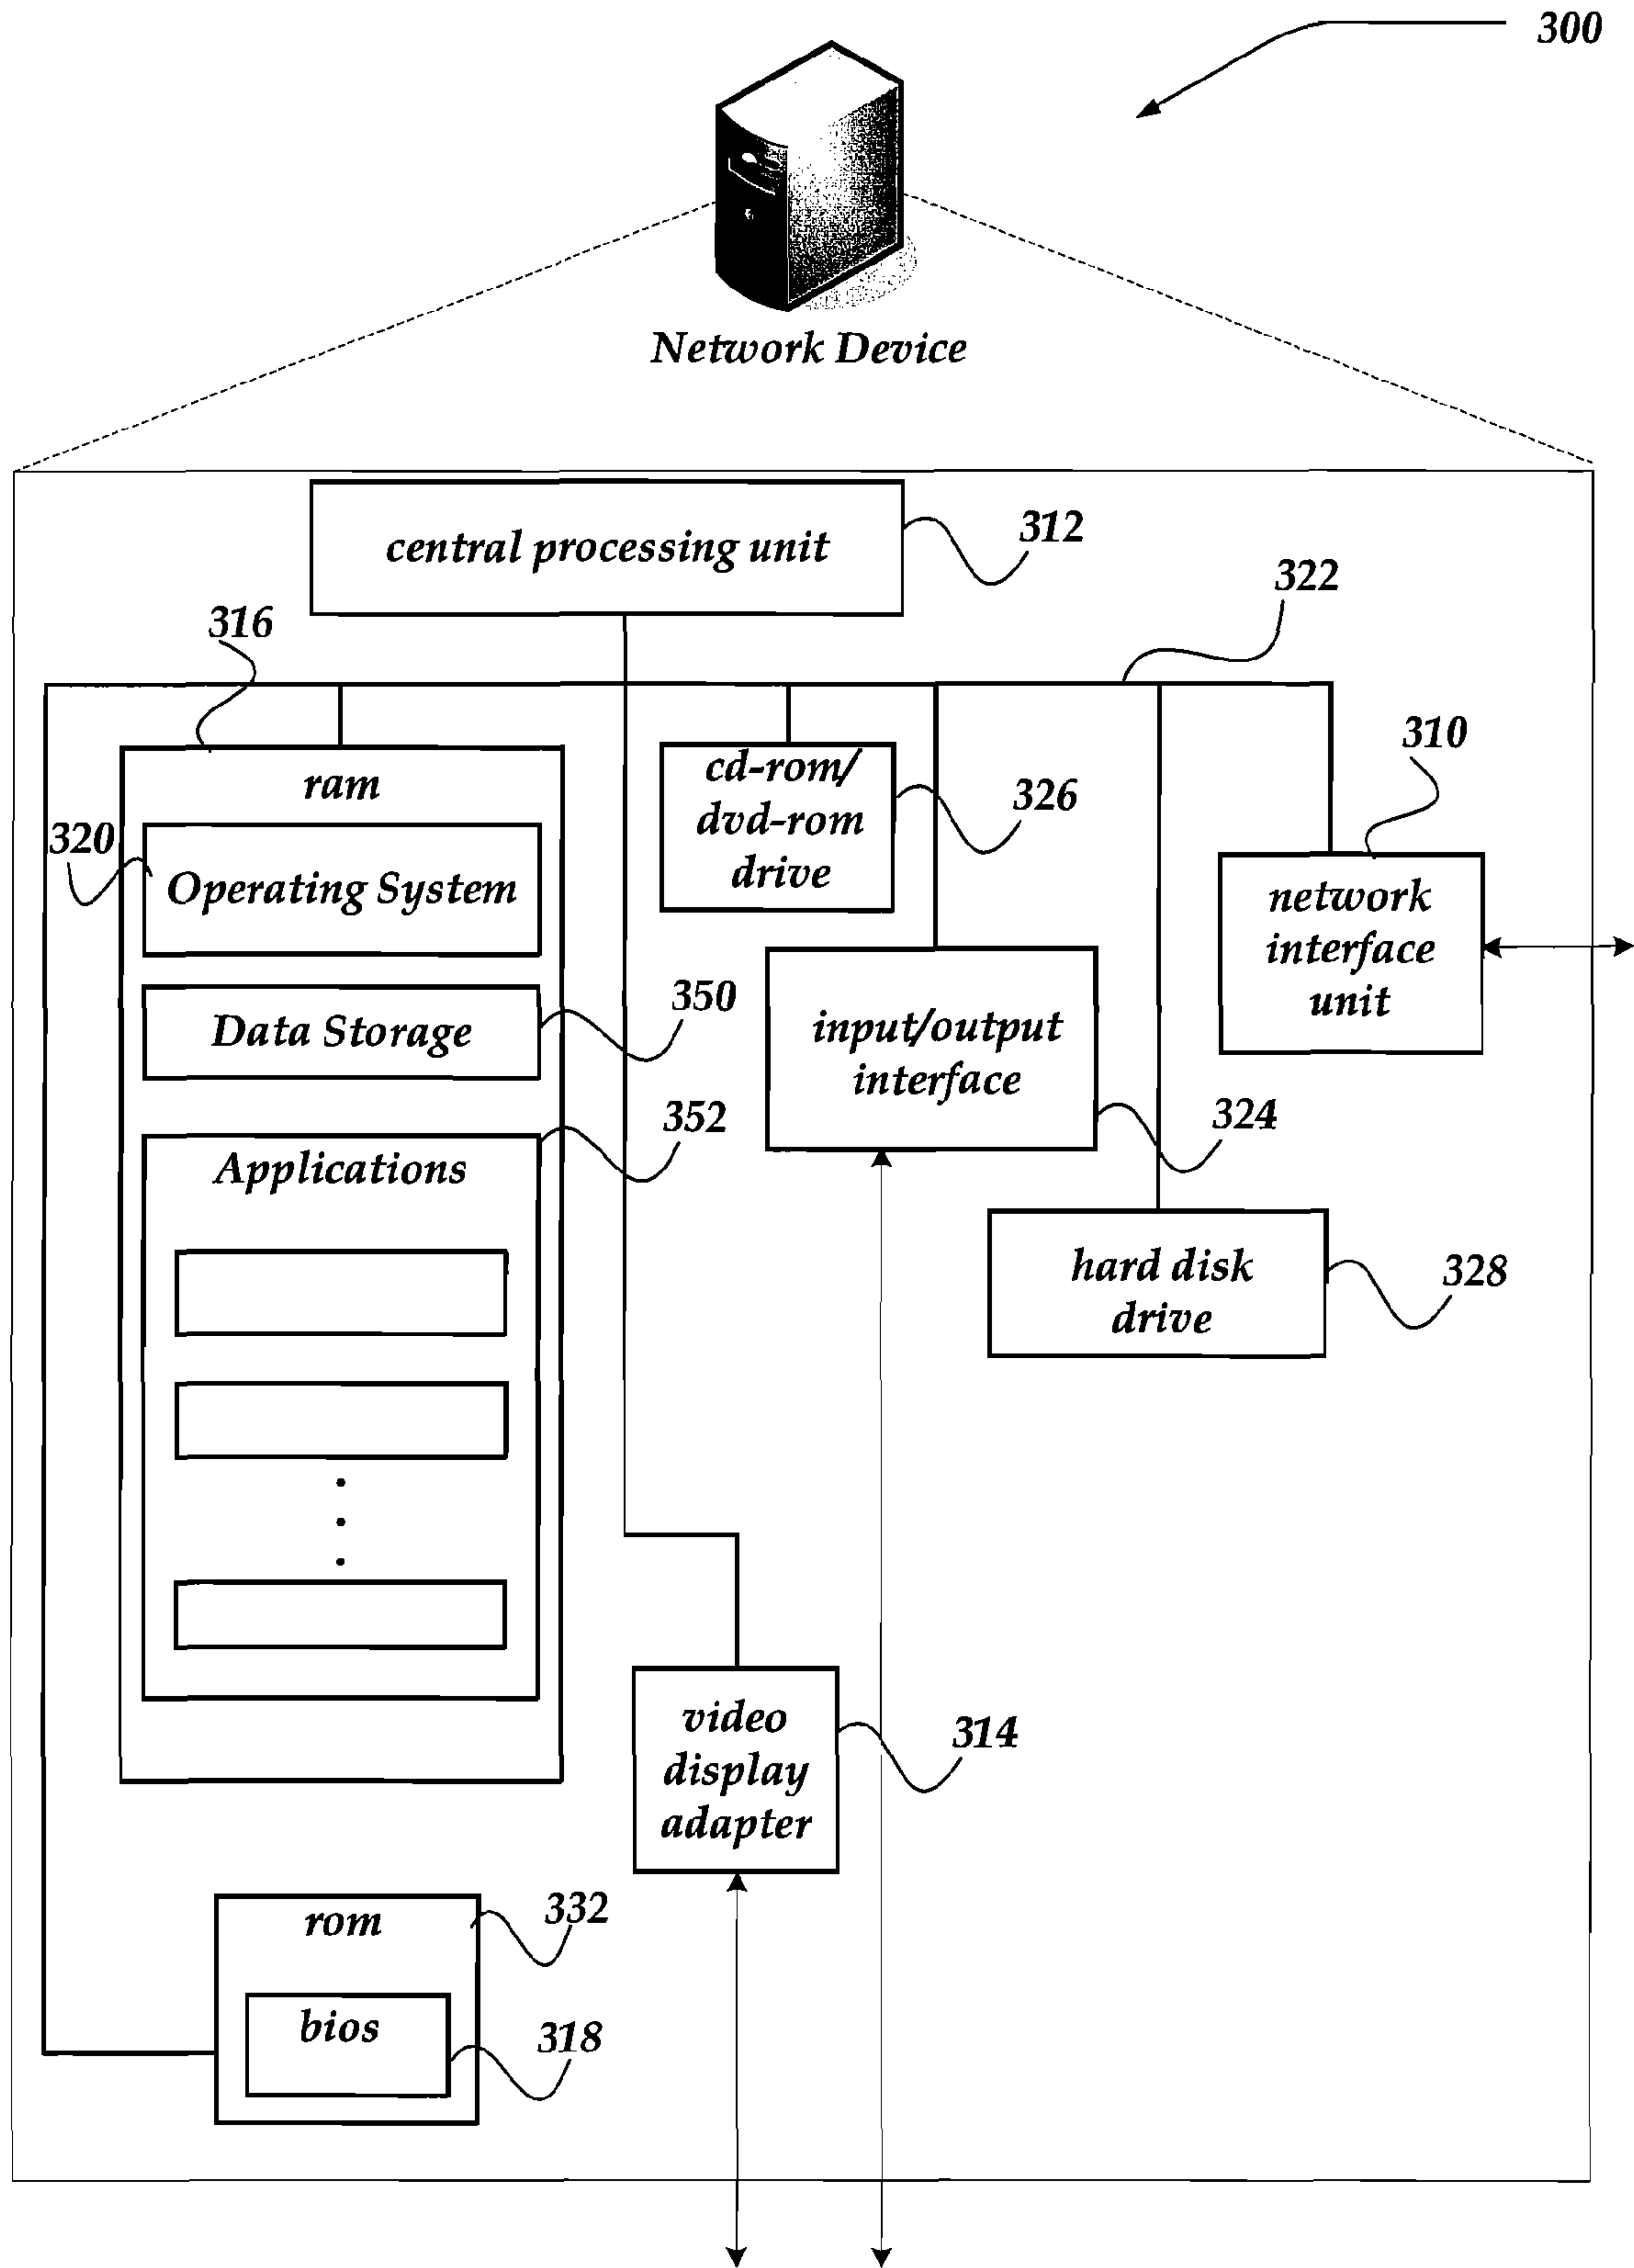 300
Network Device
central processing unit
312
322
316
310
ram
cd-rom/
dvd-rom
drive
326
320
Operating System
network
interface
unit
350
Data Storage
input/output
interface
352
324
Applications
hard disk
drive
328
video
display
adapter
314
332
rom
bios
318